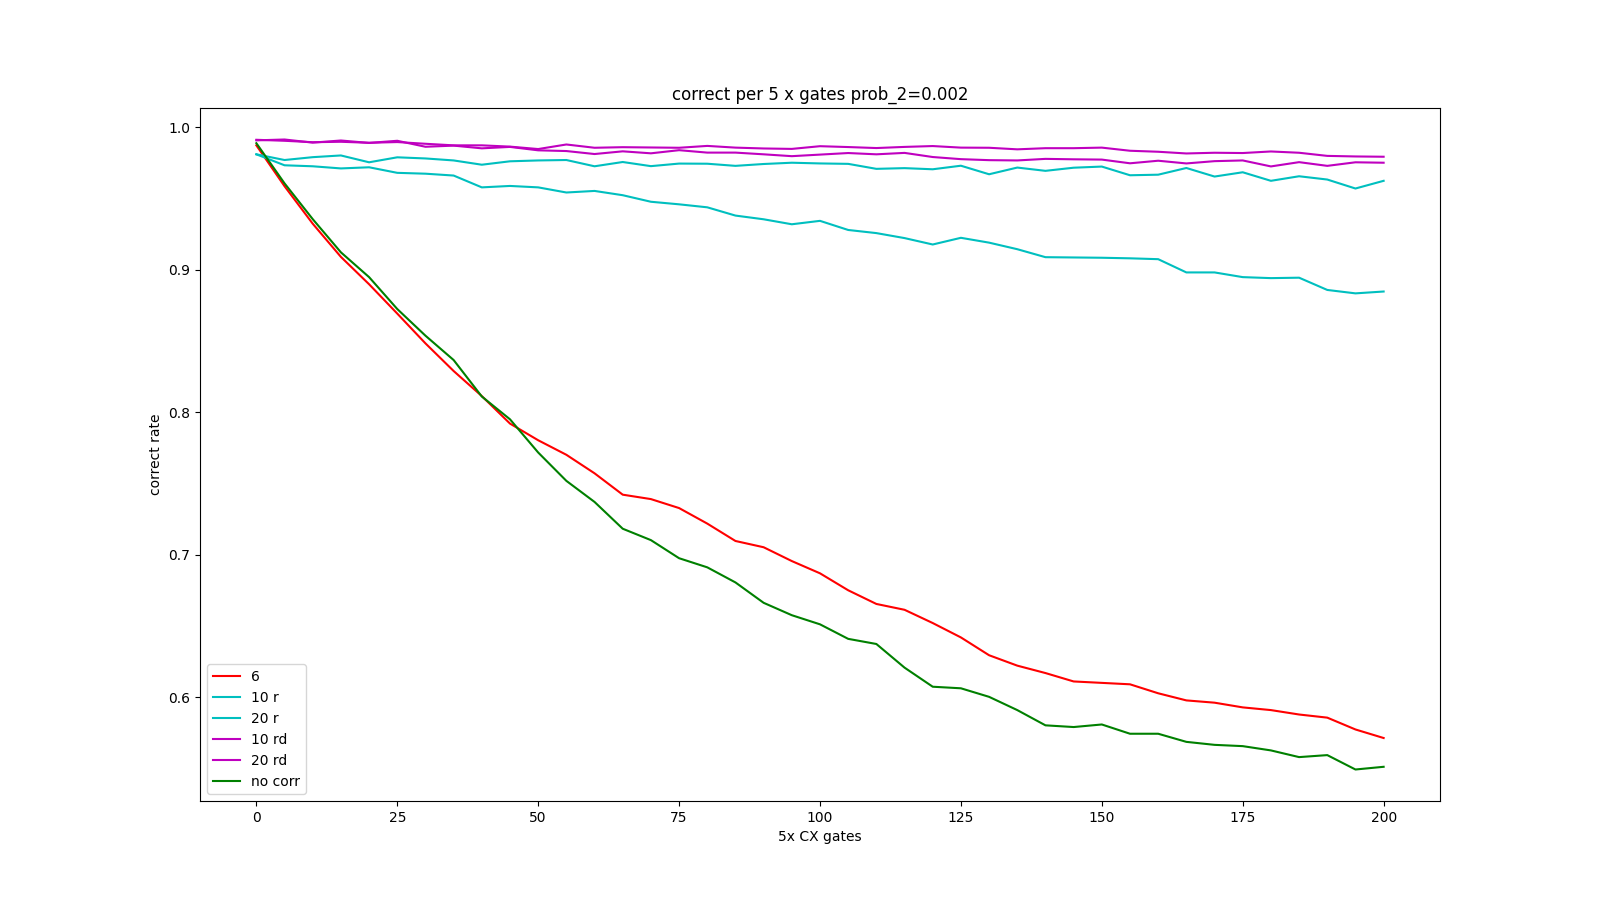 correct per 5 x gates prob_2=0.002
1.0
0.9
0.8
0.7
0.6
correct rate
6
10 r
20 r
10 rd
20 rd
no corr
0 25 50 75 100 125 150 175 200
5x CX gates